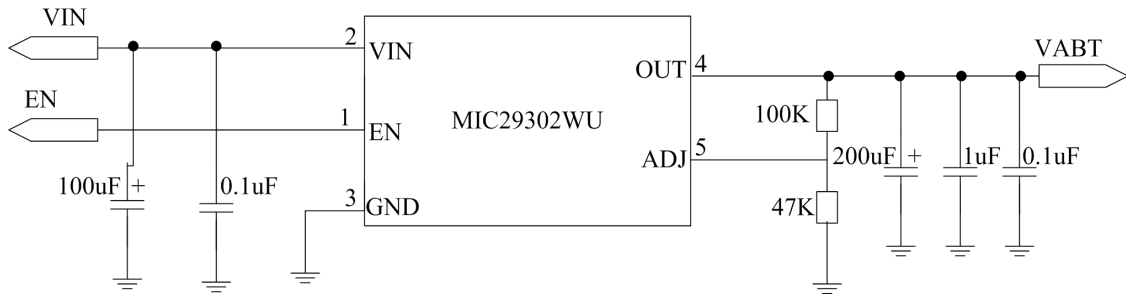 VIN
EN
2
VIN
1
EN
3
GND
MIC29302WU
OUT
4
ADJ
5
100uF +
0.1uF
100K
47K
200uF +
1uF
0.1uF
VABT